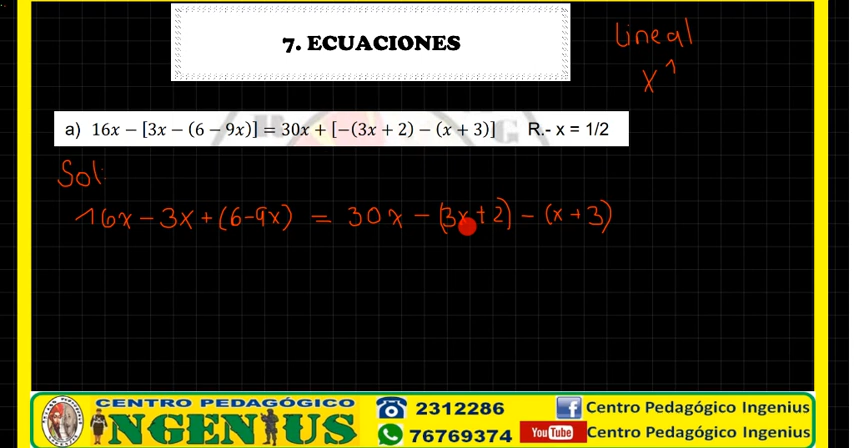 7. ECUACIONES
Lineal
x¹
a) 16x − [3x − (6 − 9x)] = 30x + [−(3x + 2) − (x + 3)] R.- x = 1/2
Sol:
16x − 3x + (6-9x) = 30x − (3x + 2) − (x + 3)
CENTRO PEDAGÓGICO
INGENIUS
2312286
76769374
Centro Pedagógico Ingenius
YouTube Centro Pedagógico Ingenius